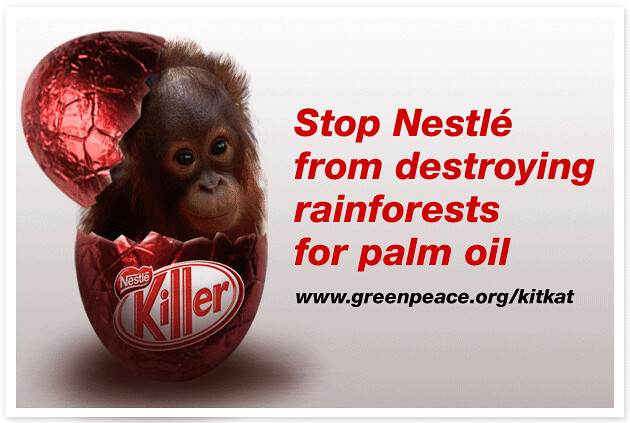 Stop Nestlé
from destroying
rainforests
for palm oil
www.greenpeace.org/kitkat
Nestlé
Killer